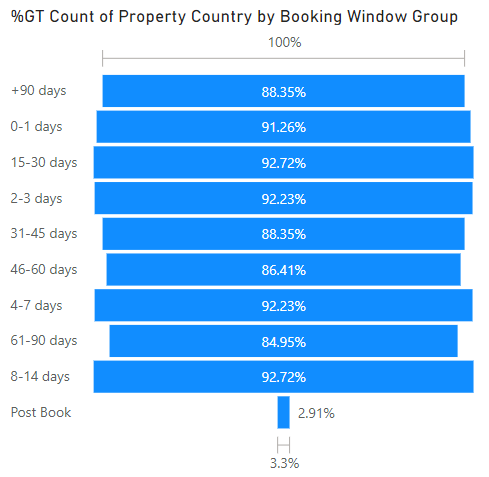 %GT Count of Property Country by Booking Window Group
100%
+90 days 88.35%
0-1 days 91.26%
15-30 days 92.72%
2-3 days 92.23%
31-45 days 88.35%
46-60 days 86.41%
4-7 days 92.23%
61-90 days 84.95%
8-14 days 92.72%
Post Book 2.91%
3.3%